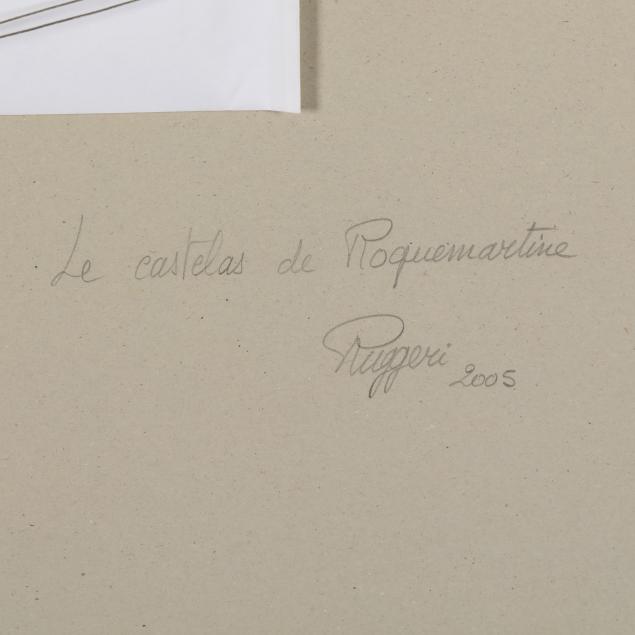 Le castelas de Roquemartine
Ruggeri 2005